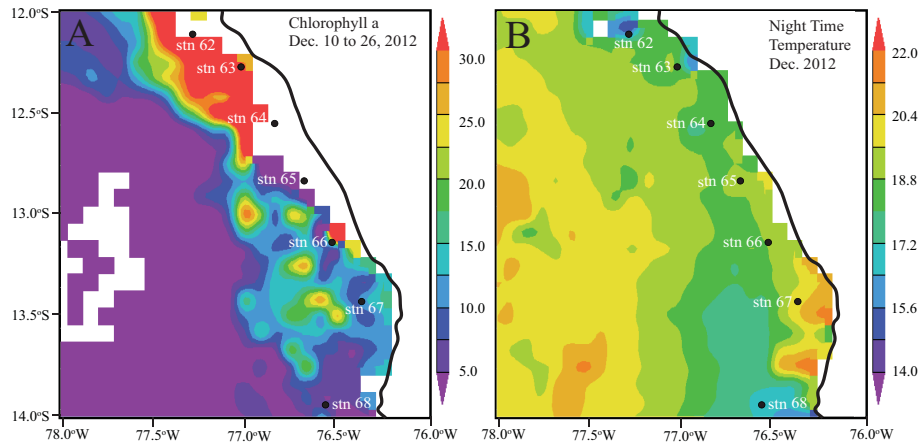 A
Chlorophyll a
Dec. 10 to 26, 2012
stn 62
stn 63
stn 64
stn 65
stn 66
stn 67
stn 68
12.0°S
12.5°S
13.0°S
13.5°S
14.0°S
78.0°W
77.5°W
77.0°W
76.5°W
76.0°W
30.0
25.0
20.0
15.0
10.0
5.0
B
Night Time
Temperature
Dec. 2012
stn 62
stn 63
stn 64
stn 65
stn 66
stn 67
stn 68
78.0°W
77.5°W
77.0°W
76.5°W
76.0°W
22.0
20.4
18.8
17.2
15.6
14.0